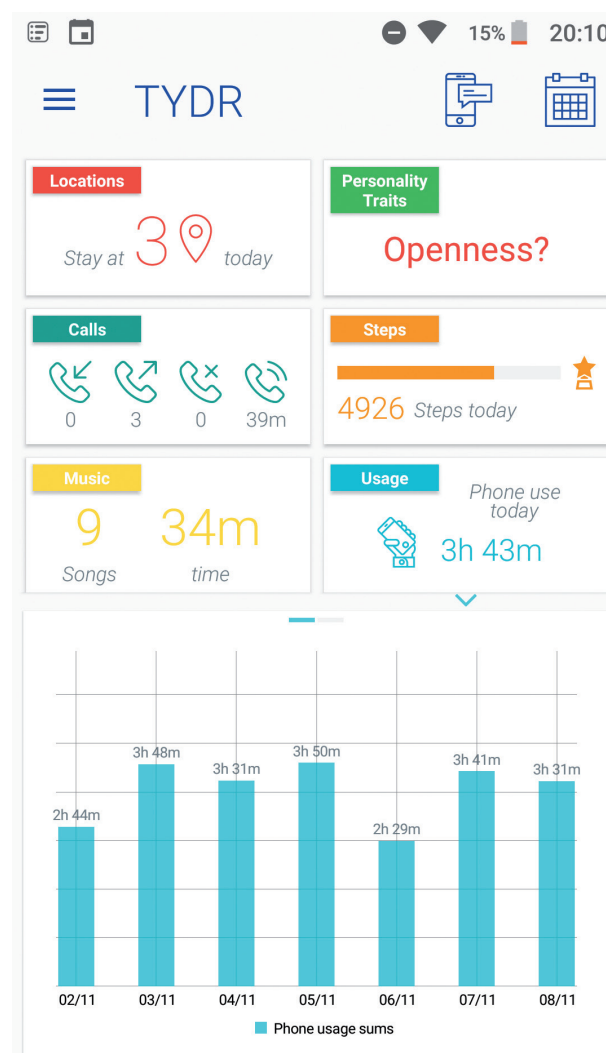 15% 20:10
TYDR
Locations
Stay at 3 today
Personality
Traits
Openness?
Calls
0 3 0 39m
Steps
4926 Steps today
Music
9 34m
Songs time
Usage
Phone use
today
3h 43m
2h 44m 3h 48m 3h 31m 3h 50m 2h 29m 3h 41m 3h 31m
02/11 03/11 04/11 05/11 06/11 07/11 08/11
Phone usage sums